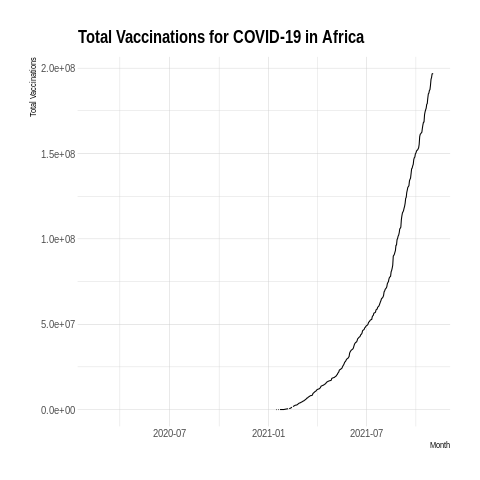 Total Vaccinations for COVID-19 in Africa
Total Vaccinations
2.0e+08
1.5e+08
1.0e+08
5.0e+07
0.0e+00
2020-07
2021-01
2021-07
Month